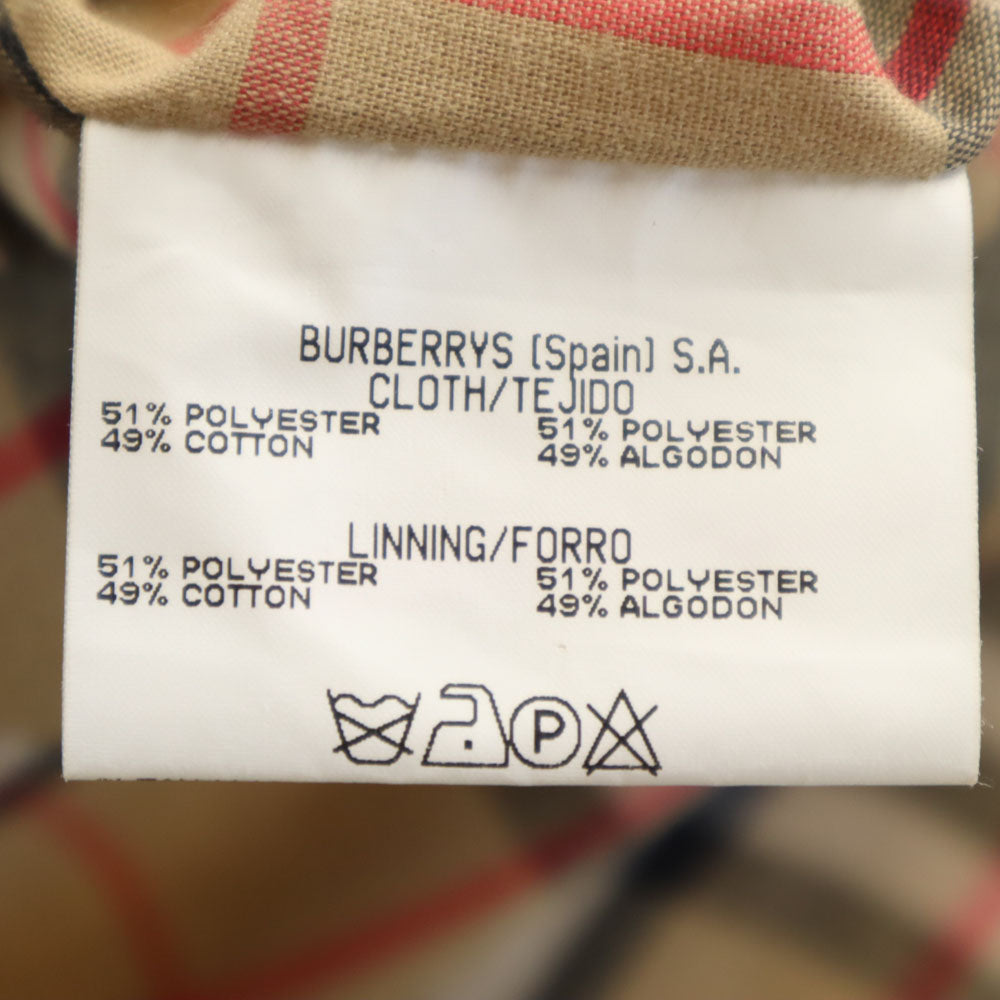 BURBERRYS (Spain) S.A.
CLOTH/TEJIDO
51% POLYESTER 51% POLYESTER
49% COTTON 49% ALGODON
LINNING/FORRO
51% POLYESTER 51% POLYESTER
49% COTTON 49% ALGODON
P